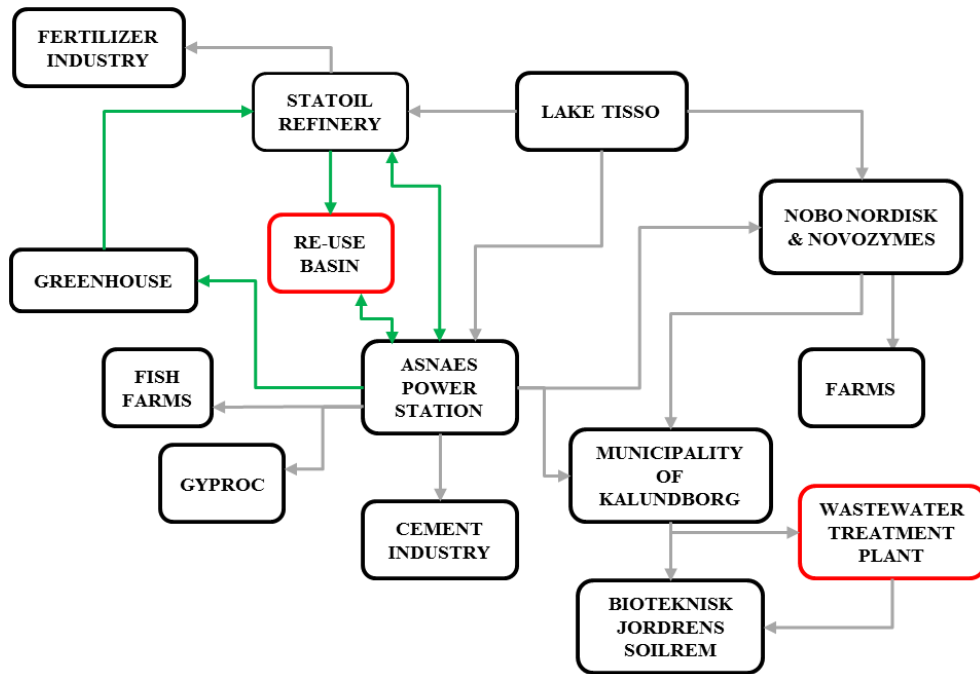 FERTILIZER
INDUSTRY
STATOIL
REFINERY
LAKE TISSO
NOBO NORDISK
& NOVOZYMES
RE-USE
BASIN
GREENHOUSE
ASNAES
POWER
STATION
FISH
FARMS
FARMS
GYPROC
MUNICIPALITY
OF
KALUNDBORG
CEMENT
INDUSTRY
WASTEWATER
TREATMENT
PLANT
BIOTEKNISK
JORDRENS
SOILREM